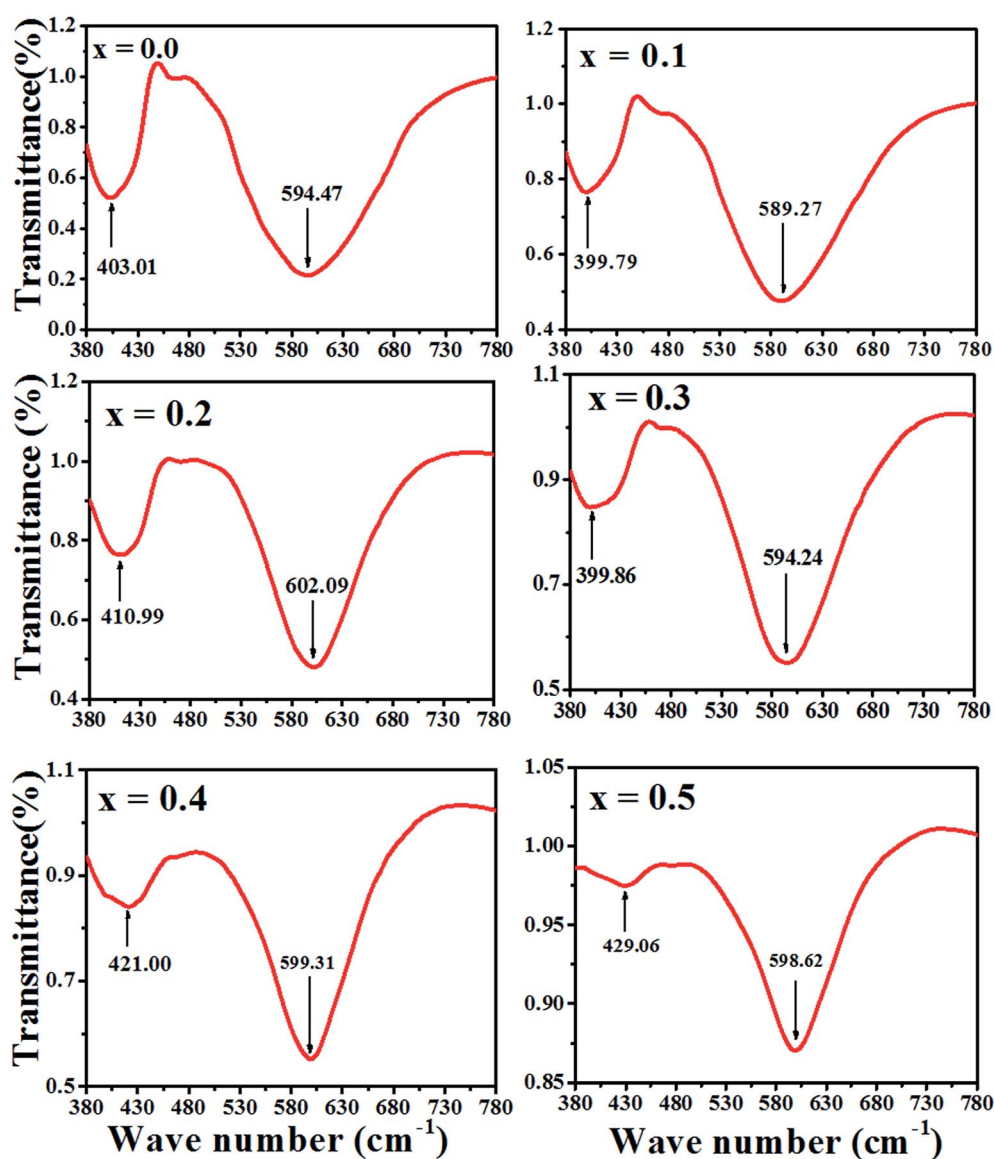 Transmittance(%)
1.2
1.0
0.8
0.6
0.4
0.2
0.0
x = 0.0
594.47
403.01
380 430 480 530 580 630 680 730 780
1.2
1.0
0.8
0.6
0.4
x = 0.1
589.27
399.79
380 430 480 530 580 630 680 730 780
Transmittance (%)
1.2
1.0
0.8
0.6
0.4
x = 0.2
602.09
410.99
380 430 480 530 580 630 680 730 780
1.1
0.9
0.7
0.5
x = 0.3
594.24
399.86
380 430 480 530 580 630 680 730 780
Transmittance(%)
1.1
0.9
0.7
0.5
x = 0.4
599.31
421.00
380 430 480 530 580 630 680 730 780
Wave number (cm⁻¹)
1.05
1.00
0.95
0.90
0.85
x = 0.5
429.06
598.62
380 430 480 530 580 630 680 730 780
Wave number (cm⁻¹)